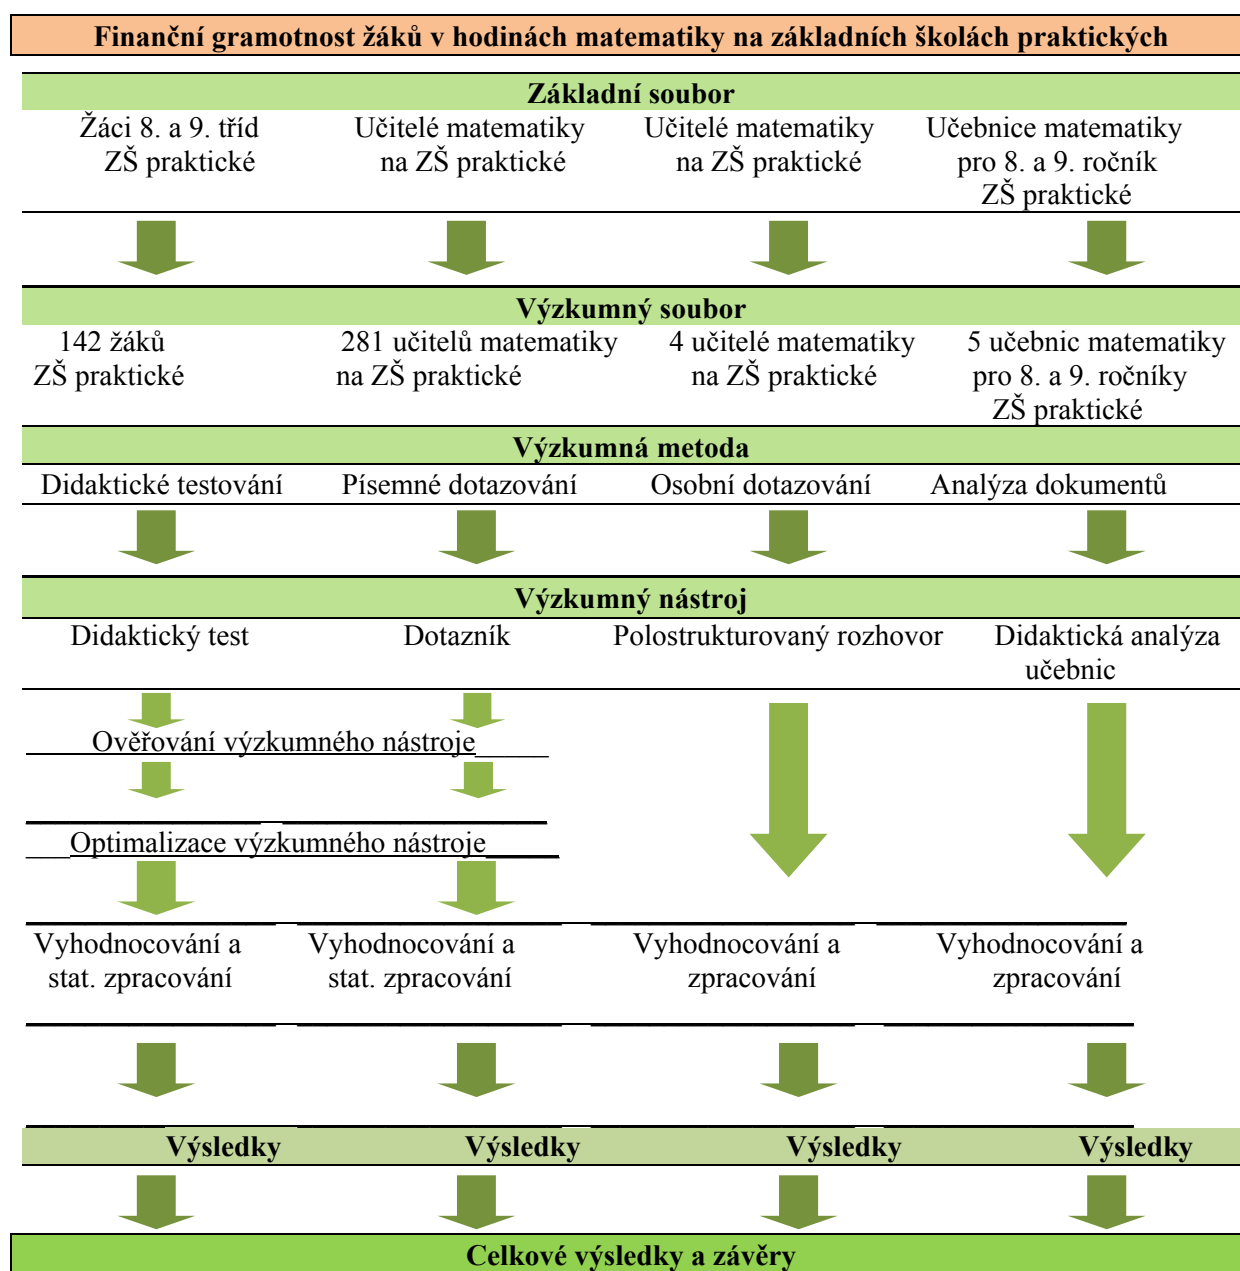 Finanční gramotnost žáků v hodinách matematiky na základních školách praktických
Základní soubor
Žáci 8. a 9. tříd Učitelé matematiky Učitelé matematiky Učebnice matematiky
ZŠ praktické na ZŠ praktické na ZŠ praktické pro 8. a 9. ročník
ZŠ praktické
Výzkumný soubor
142 žáků 281 učitelů matematiky 4 učitelé matematiky 5 učebnic matematiky
ZŠ praktické na ZŠ praktické na ZŠ praktické pro 8. a 9. ročníky
ZŠ praktické
Výzkumná metoda
Didaktické testování Písemné dotazování Osobní dotazování Analýza dokumentů
Výzkumný nástroj
Didaktický test Dotazník Polostrukturovaný rozhovor Didaktická analýza
učebnic
Ověřování výzkumného nástroje
Optimalizace výzkumného nástroje
Vyhodnocování a Vyhodnocování a Vyhodnocování a Vyhodnocování a
stat. zpracování stat. zpracování zpracování zpracování
Výsledky Výsledky Výsledky Výsledky
Celkové výsledky a závěry